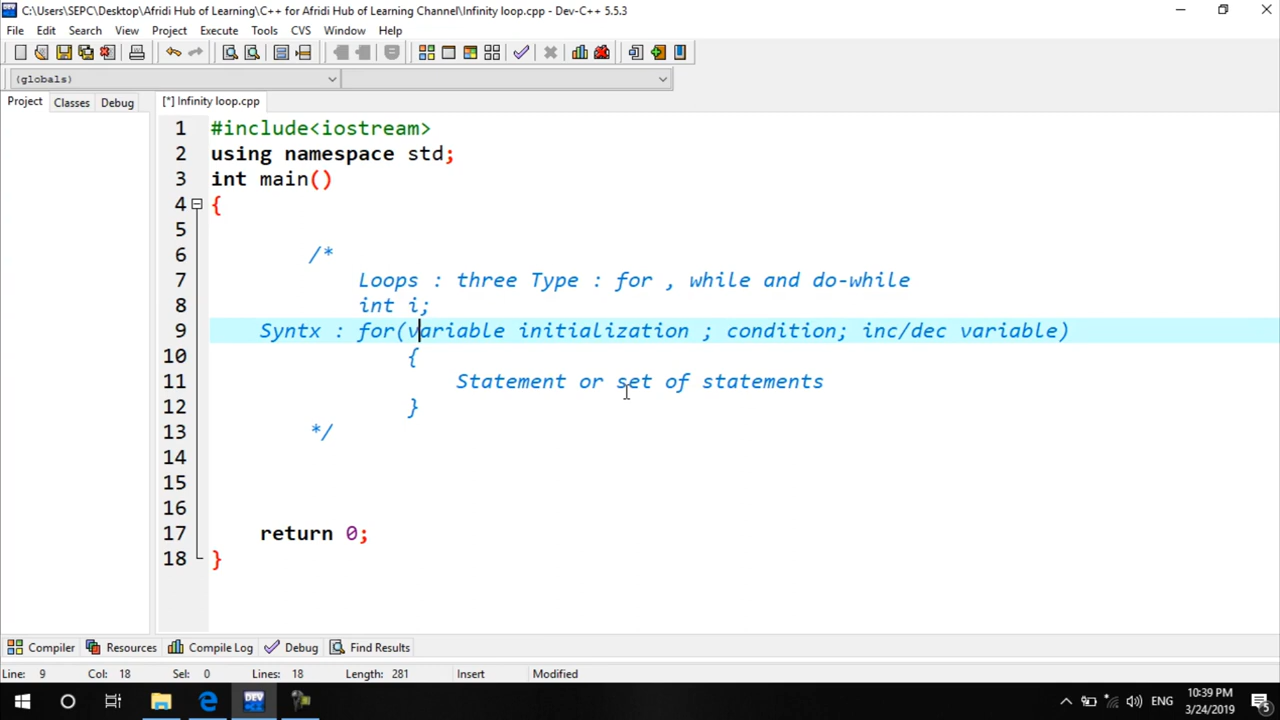 C:\Users\SEPC\Desktop\Afridi Hub of Learning\C++ for Afridi Hub of Learning Channel\Infinity loop.cpp - Dev-C++ 5.5.3
File Edit Search View Project Execute Tools CVS Window Help
(globals)
Project Classes Debug [*] Infinity loop.cpp
1 #include<iostream>
2 using namespace std;
3 int main()
4 {
5
6 /*
7 Loops : three Type : for , while and do-while
8 int i;
9 Syntx : for(variable initialization ; condition; inc/dec variable)
10 {
11 Statement or set of statements
12 }
13 */
14
15
16
17 return 0;
18 }
Compiler Resources Compile Log Debug Find Results
Line: 9 Col: 18 Sel: 0 Lines: 18 Length: 281 Insert Modified
DEV
ENG
10:39 PM
3/24/2019
5